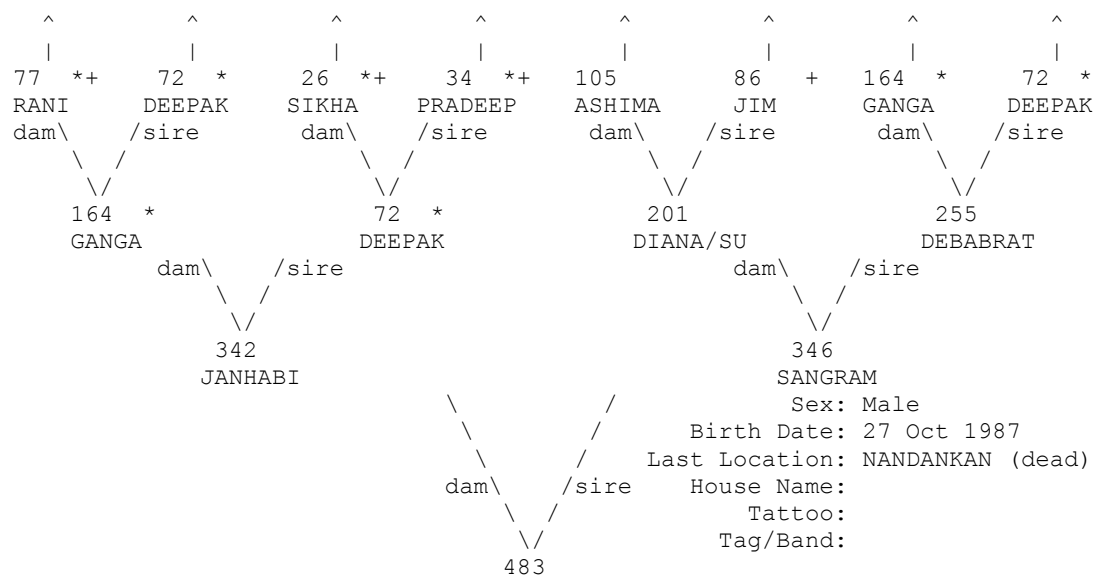 ^ ^ ^ ^ ^ ^ ^ ^
| | | | | | | |
77 *+ 72 * 26 *+ 34 *+ 105 86 + 164 * 72 *
RANI DEEPAK SIKHA PRADEEP ASHIMA JIM GANGA DEEPAK
dam\ /sire dam\ /sire dam\ /sire dam\ /sire
\ / \ / \ / \ /
\/ \/ \/ \/
164 * 72 * 201 255
GANGA DEEPAK DIANA/SU DEBABRAT
dam\ /sire dam\ /sire
\ / \ /
\/ \/
342 346
JANHABI SANGRAM
\ / Sex: Male
\ / Birth Date: 27 Oct 1987
\ / Last Location: NANDANKAN (dead)
dam\ /sire House Name:
\ / Tattoo:
\/ Tag/Band:
483